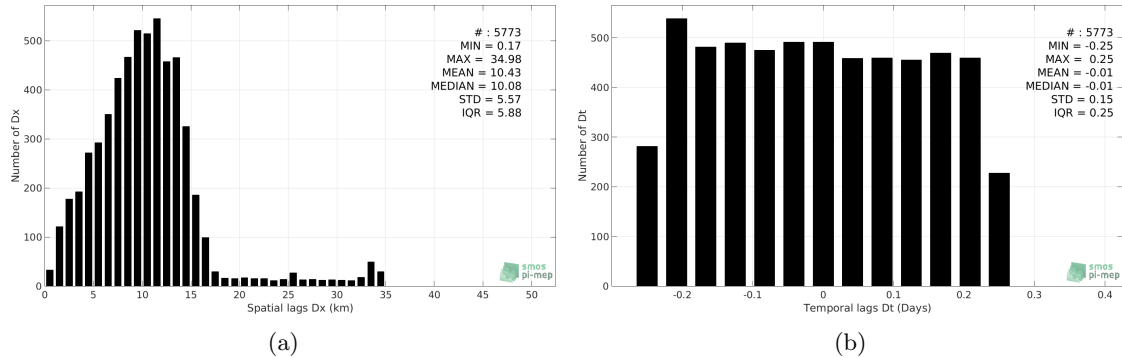 500
400
300
200
100
0
Number of Dx
# : 5773
MIN = 0.17
MAX = 34.98
MEAN = 10.43
MEDIAN = 10.08
STD = 5.57
IQR = 5.88
smos
pi-mep
0 5 10 15 20 25 30 35 40 45 50
Spatial lags Dx (km)
(a)
500
400
300
200
100
0
Number of Dt
# : 5773
MIN = -0.25
MAX = 0.25
MEAN = -0.01
MEDIAN = -0.01
STD = 0.15
IQR = 0.25
smos
pi-mep
-0.2 -0.1 0 0.1 0.2 0.3 0.4
Temporal lags Dt (Days)
(b)